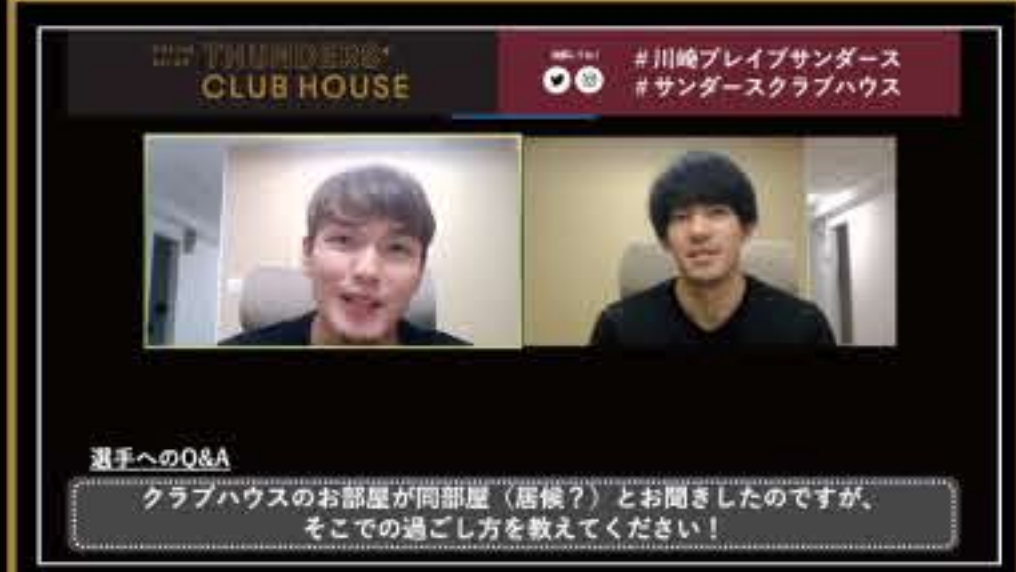 THUNDERS'
CLUB HOUSE
#川崎ブレイブサンダース
#サンダースクラブハウス
選手へのQ&A
クラブハウスのお部屋が同部屋（居候？）とお聞きしたのですが、
そこでの過ごし方を教えてください！